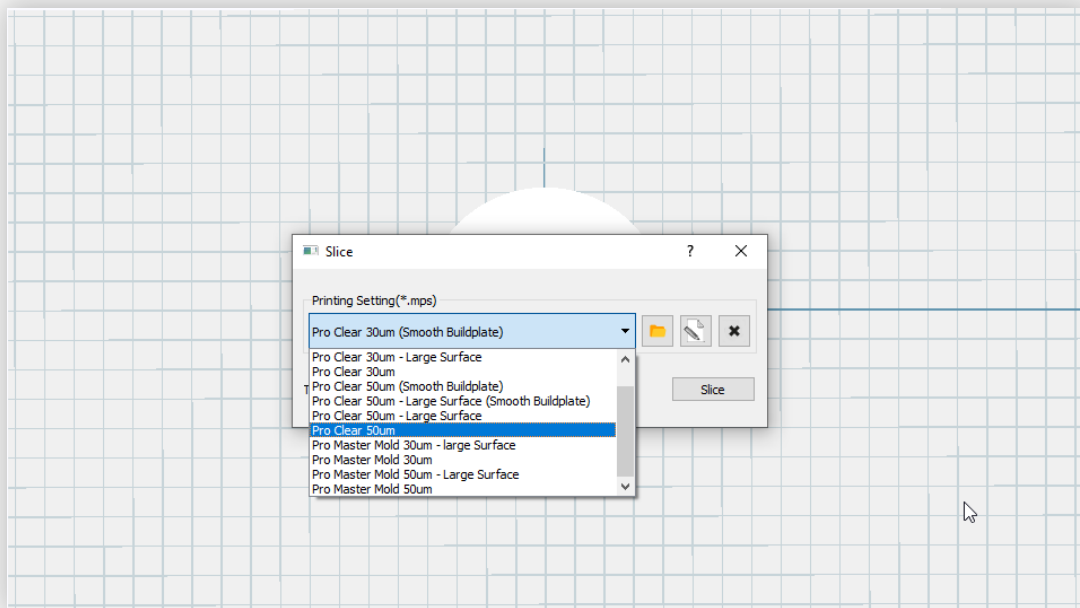 Slice
?
Printing Setting(*.mps)
Pro Clear 30um (Smooth Buildplate)
Pro Clear 30um - Large Surface
Pro Clear 30um
Pro Clear 50um (Smooth Buildplate)
Pro Clear 50um - Large Surface (Smooth Buildplate)
Pro Clear 50um - Large Surface
Pro Clear 50um
Pro Master Mold 30um - large Surface
Pro Master Mold 30um
Pro Master Mold 50um - Large Surface
Pro Master Mold 50um
Slice